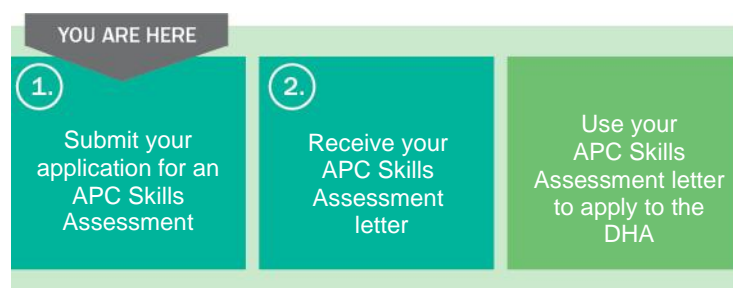 YOU ARE HERE
1.
Submit your
application for an
APC Skills
Assessment
2.
Receive your
APC Skills
Assessment
letter
Use your
APC Skills
Assessment letter
to apply to the
DHA